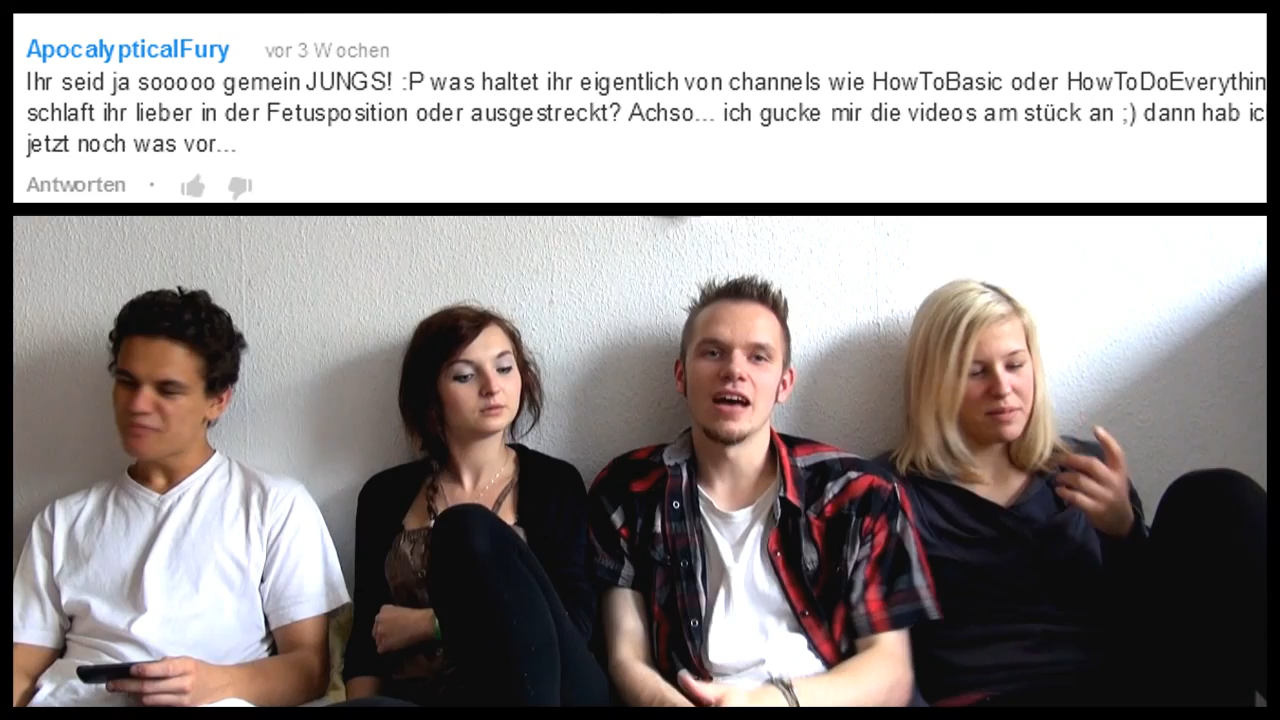 ApocalypticalFury vor 3 Wochen
Ihr seid ja sooooo gemein JUNGS! :P was haltet ihr eigentlich von channels wie HowToBasic oder HowToDoEverythin
schlaft ihr lieber in der Fetusposition oder ausgestreckt? Achso... ich gucke mir die videos am stück an ;) dann hab ic
jetzt noch was vor...
Antworten ·